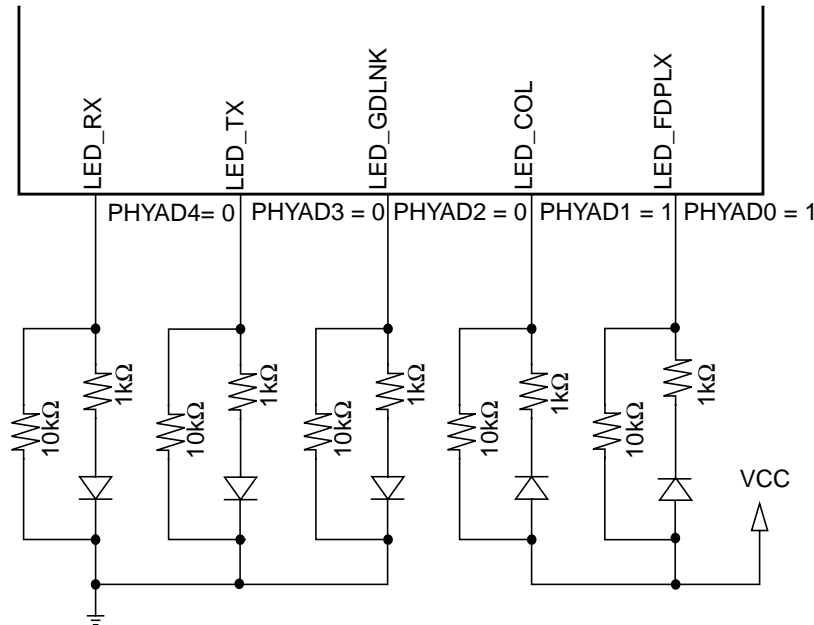 LED_RX
LED_TX
LED_GDLNK
LED_COL
LED_FDPLX
PHYAD4= 0
PHYAD3 = 0
PHYAD2 = 0
PHYAD1 = 1
PHYAD0 = 1
1kΩ
1kΩ
1kΩ
1kΩ
1kΩ
10kΩ
10kΩ
10kΩ
10kΩ
10kΩ
VCC